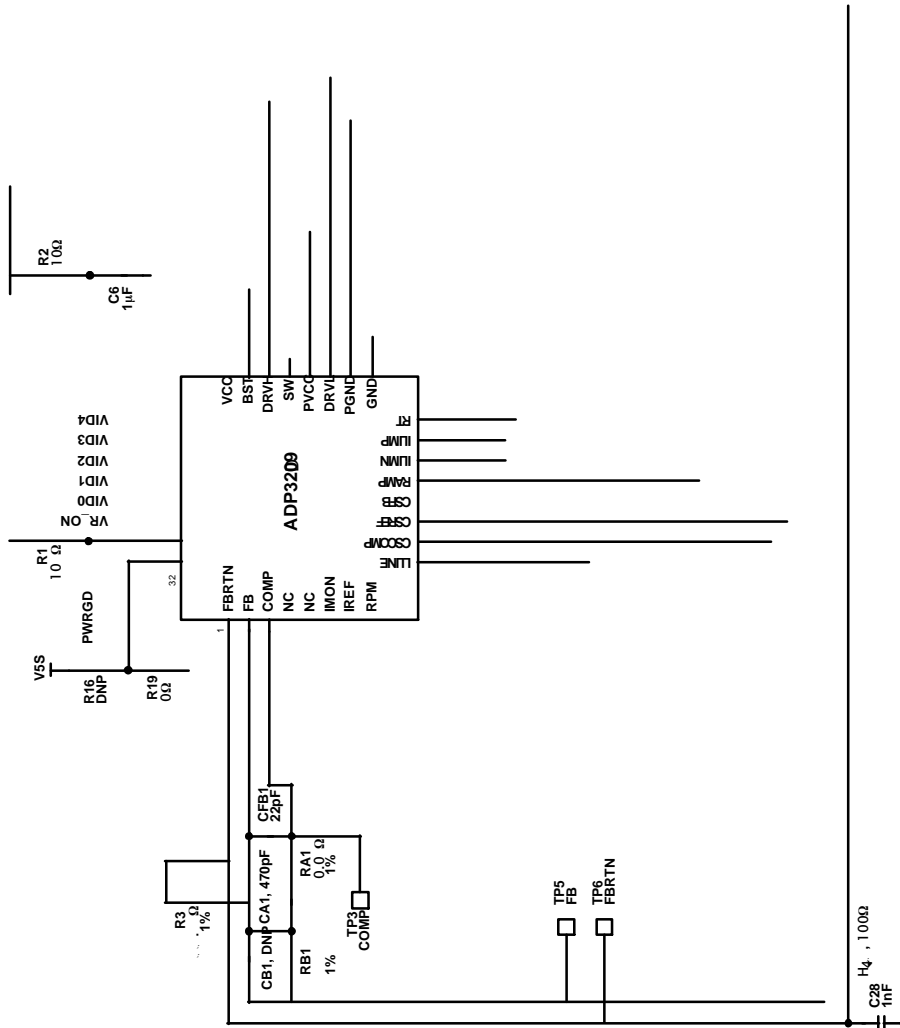 R2
10Ω
C6
1µF
VID4
VID3
VID2
VID1
VID0
VR_ON
R1
10 Ω
PWRGD
V5S
R16
DNP
R19
0Ω
32
1
ADP3209
VCC
BST
DRVH
SW
PVCC
DRVL
PGND
GND
RT
ILIMP
ILIMN
RAMP
CSFB
CSREF
CSCOMP
LLINE
FBRTN
FB
COMP
NC
NC
IMON
IREF
RPM
CFB1
22pF
R3
Ω
1%
CB1, DNP
CA1, 470pF
RA1
0.0 Ω
1%
RB1
1%
TP3
COMP
TP5
FB
TP6
FBRTN
, 100Ω
C28
1nF